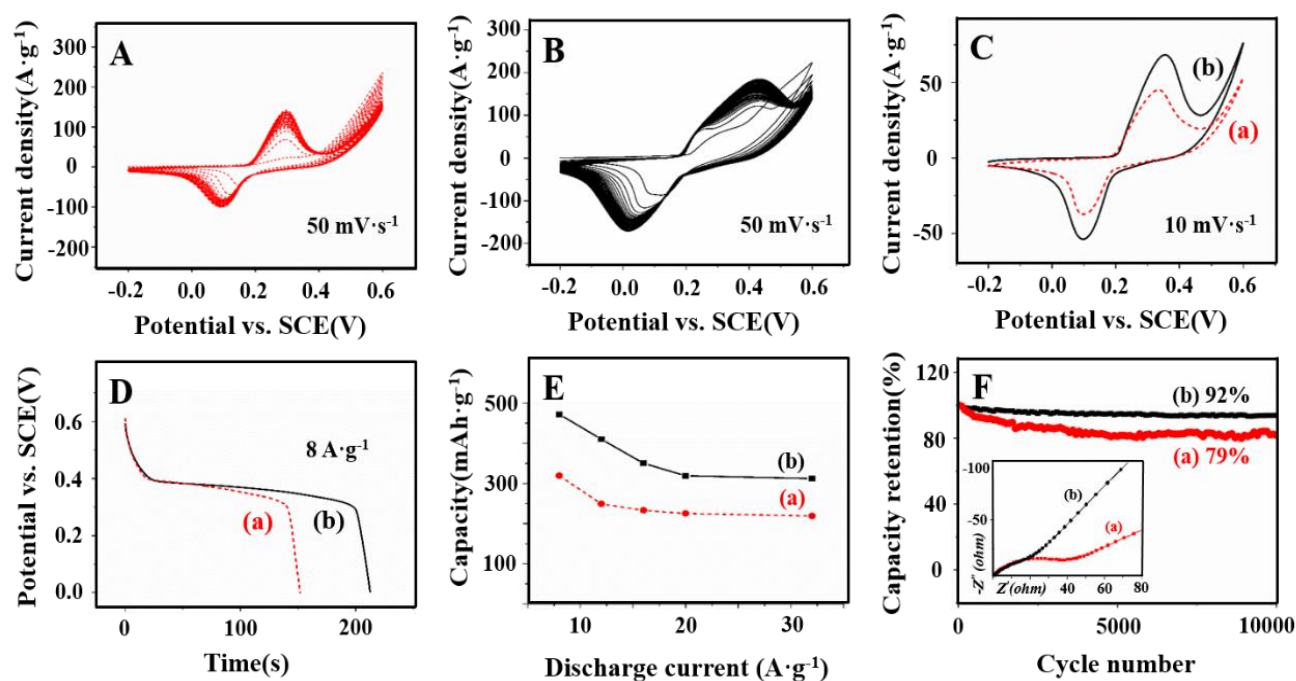 A
Current density(A·g⁻¹)
300
200
100
0
-100
-200
50 mV·s⁻¹
-0.2 0.0 0.2 0.4 0.6
Potential vs. SCE(V)
B
Current density(A·g⁻¹)
300
200
100
0
-100
-200
50 mV·s⁻¹
-0.2 0.0 0.2 0.4 0.6
Potential vs. SCE(V)
C
Current density(A·g⁻¹)
50
0
-50
(b)
(a)
10 mV·s⁻¹
-0.2 0.0 0.2 0.4 0.6
Potential vs. SCE(V)
D
Potential vs. SCE(V)
0.6
0.4
0.2
0.0
8 A·g⁻¹
(a) (b)
0 100 200
Time(s)
E
Capacity(mAh·g⁻¹)
500
300
100
(b)
(a)
10 20 30
Discharge current (A·g⁻¹)
F
Capacity retention(%)
120
80
40
0
(b) 92%
(a) 79%
-100
-50
-Z''(ohm)
(b)
(a)
Z'(ohm) 40 60 80
0 5000 10000
Cycle number